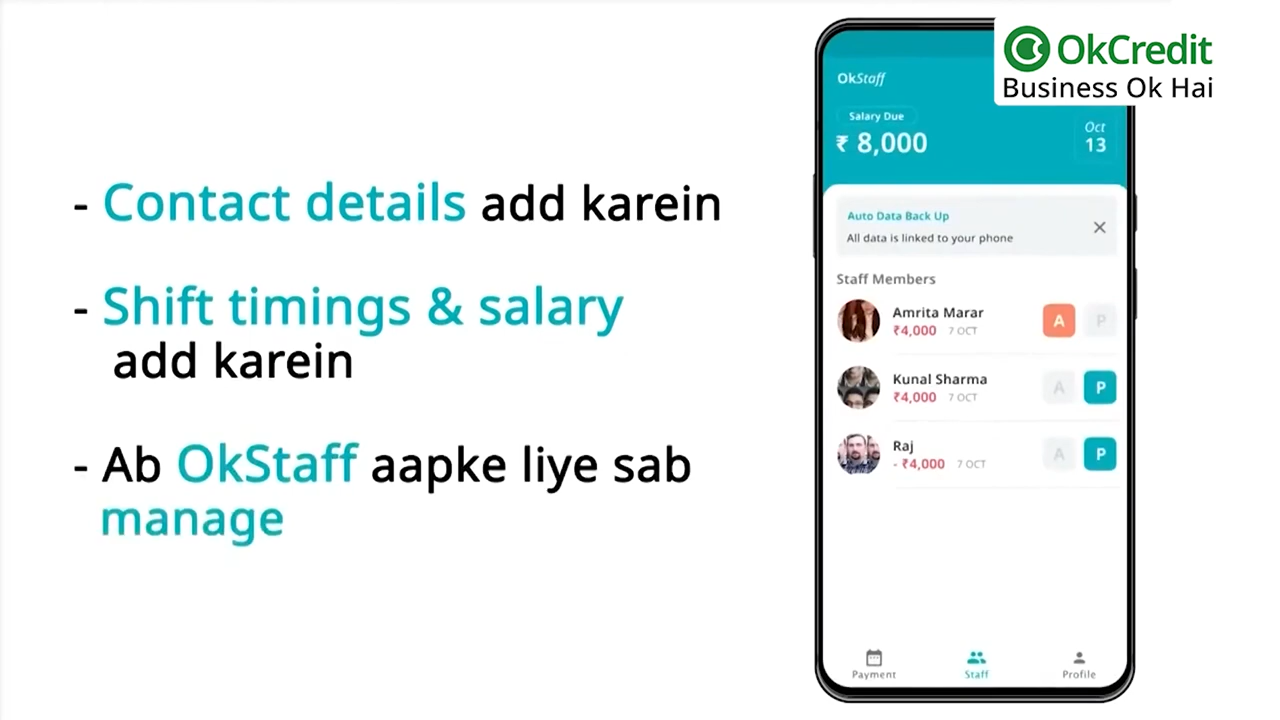 - Contact details add karein
- Shift timings & salary
add karein
- Ab OkStaff aapke liye sab
manage
OkCredit
Business Ok Hai
OkStaff
Salary Due
₹ 8,000
Oct
13
Auto Data Back Up
All data is linked to your phone
Staff Members
Amrita Marar
₹4,000 7 OCT
A P
Kunal Sharma
₹4,000 7 OCT
A P
Raj
- ₹4,000 7 OCT
A P
Payment Staff Profile